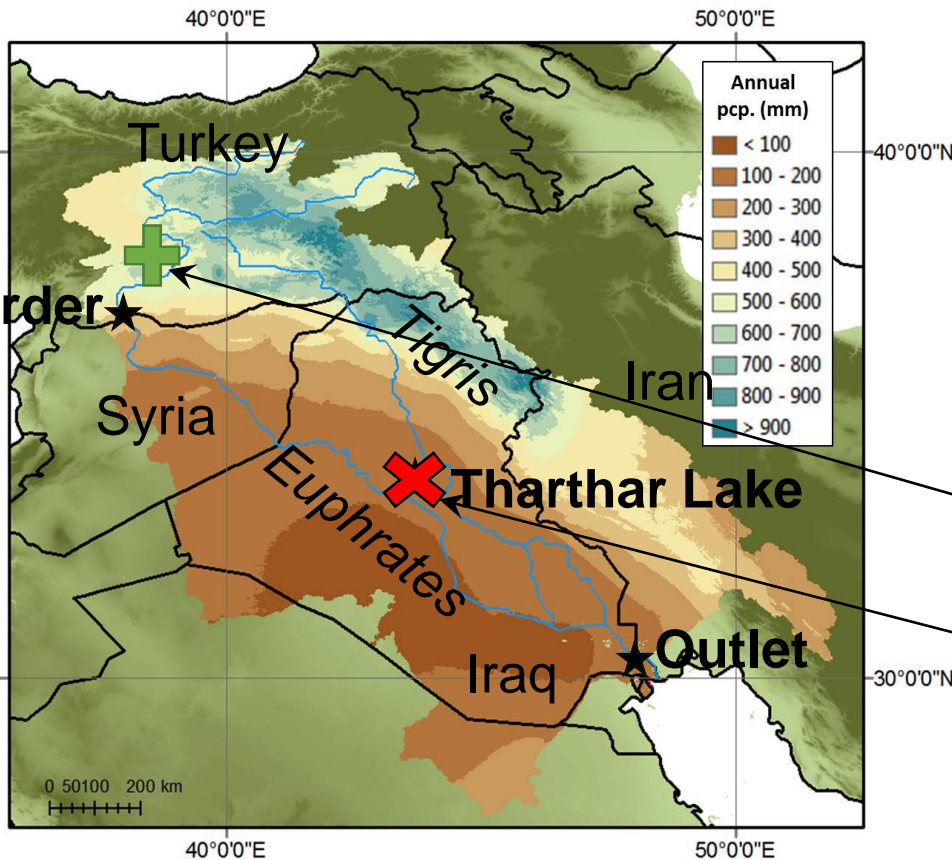 40°0'0"E
50°0'0"E
Annual
pcp. (mm)
< 100
100 - 200
200 - 300
300 - 400
400 - 500
500 - 600
600 - 700
700 - 800
800 - 900
> 900
40°0'0"N
Turkey
rder
Tigris
Iran
Syria
Tharthar Lake
Euphrates
Outlet
Iraq
30°0'0"N
0 50100 200 km
40°0'0"E
50°0'0"E